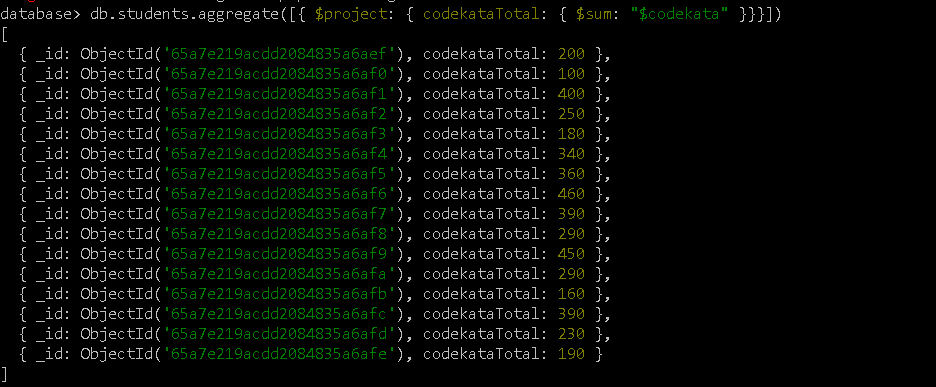 database> db.students.aggregate([{ $project: { codekataTotal: { $sum: "$codekata" }}}])
[
  { _id: ObjectId('65a7e219acdd2084835a6aef'), codekataTotal: 200 },
  { _id: ObjectId('65a7e219acdd2084835a6af0'), codekataTotal: 100 },
  { _id: ObjectId('65a7e219acdd2084835a6af1'), codekataTotal: 400 },
  { _id: ObjectId('65a7e219acdd2084835a6af2'), codekataTotal: 250 },
  { _id: ObjectId('65a7e219acdd2084835a6af3'), codekataTotal: 180 },
  { _id: ObjectId('65a7e219acdd2084835a6af4'), codekataTotal: 340 },
  { _id: ObjectId('65a7e219acdd2084835a6af5'), codekataTotal: 360 },
  { _id: ObjectId('65a7e219acdd2084835a6af6'), codekataTotal: 460 },
  { _id: ObjectId('65a7e219acdd2084835a6af7'), codekataTotal: 390 },
  { _id: ObjectId('65a7e219acdd2084835a6af8'), codekataTotal: 290 },
  { _id: ObjectId('65a7e219acdd2084835a6af9'), codekataTotal: 450 },
  { _id: ObjectId('65a7e219acdd2084835a6afa'), codekataTotal: 290 },
  { _id: ObjectId('65a7e219acdd2084835a6afb'), codekataTotal: 160 },
  { _id: ObjectId('65a7e219acdd2084835a6afc'), codekataTotal: 390 },
  { _id: ObjectId('65a7e219acdd2084835a6afd'), codekataTotal: 230 },
  { _id: ObjectId('65a7e219acdd2084835a6afe'), codekataTotal: 190 }
]